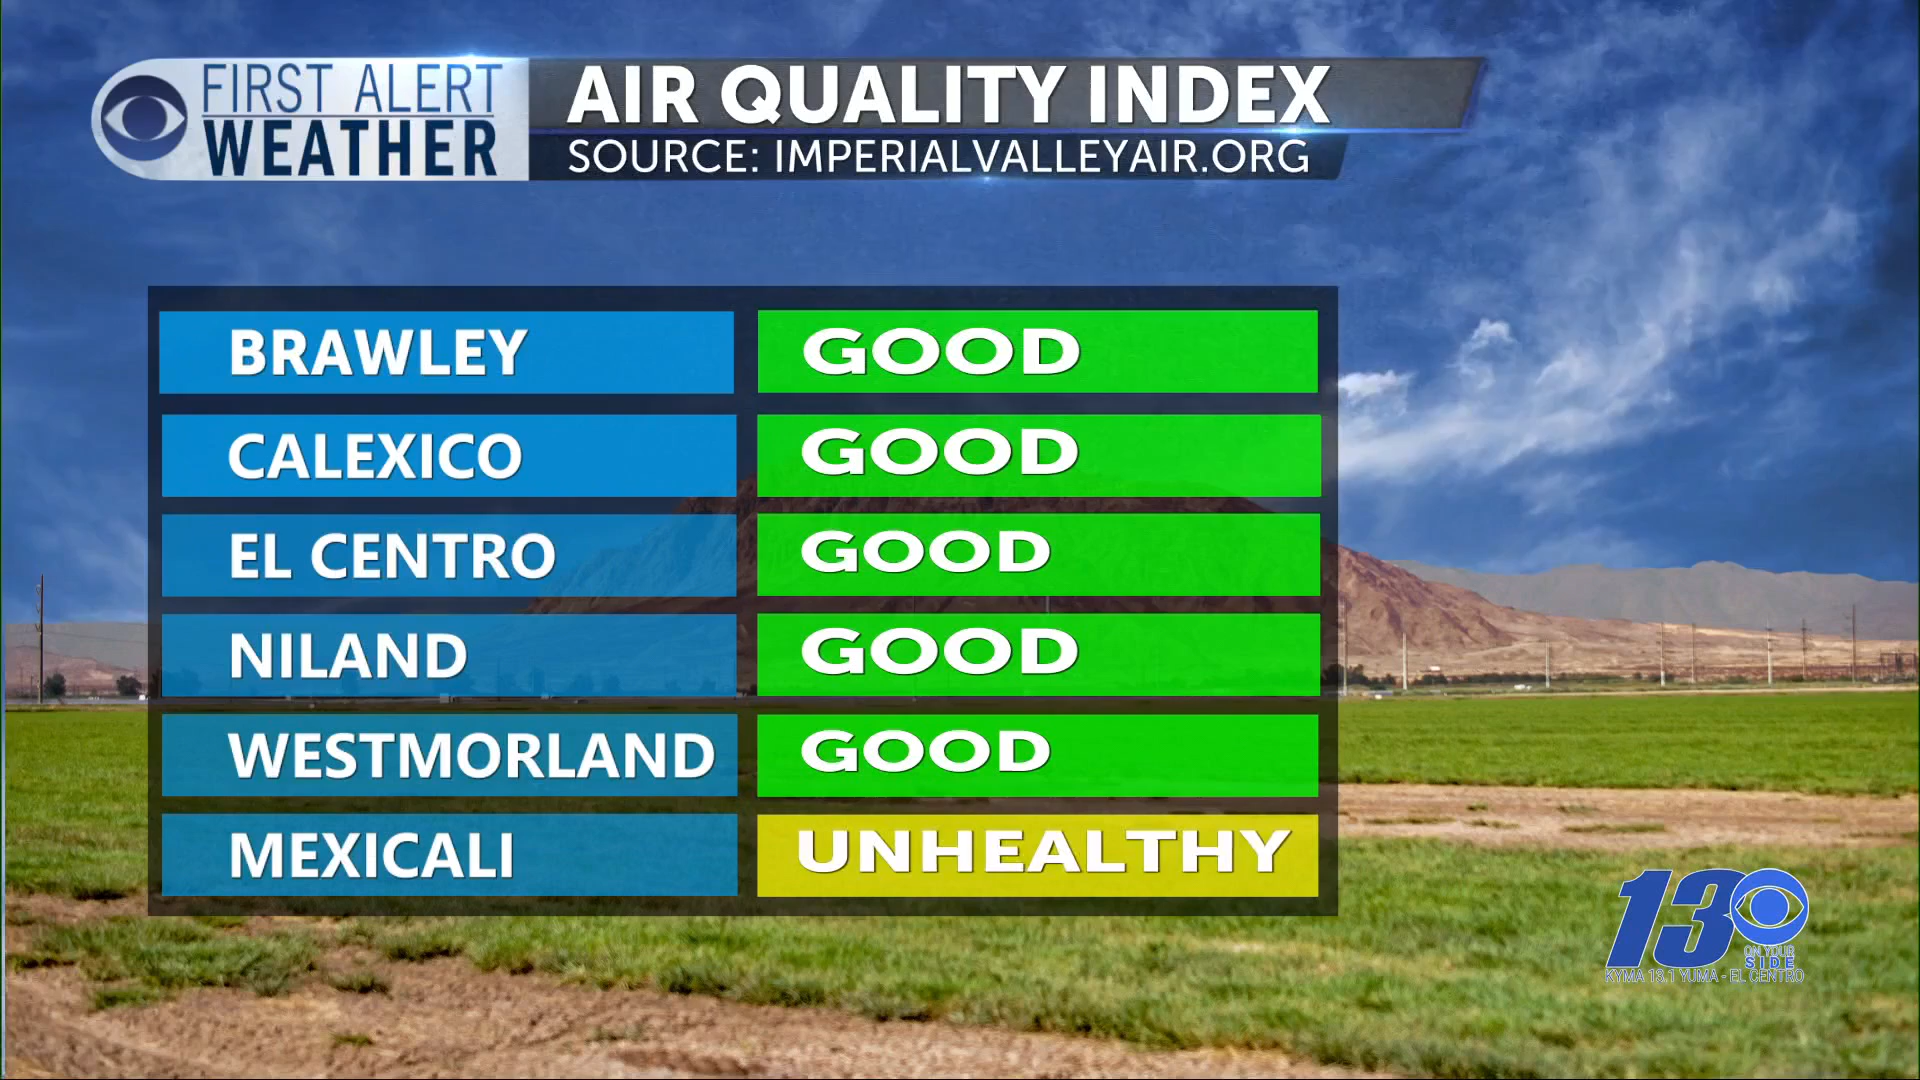 FIRST ALERT
WEATHER
AIR QUALITY INDEX
SOURCE: IMPERIALVALLEYAIR.ORG
BRAWLEY GOOD
CALEXICO GOOD
EL CENTRO GOOD
NILAND GOOD
WESTMORLAND GOOD
MEXICALI UNHEALTHY
13
ON YOUR
SIDE
KYMA 13.1 YUMA - EL CENTRO